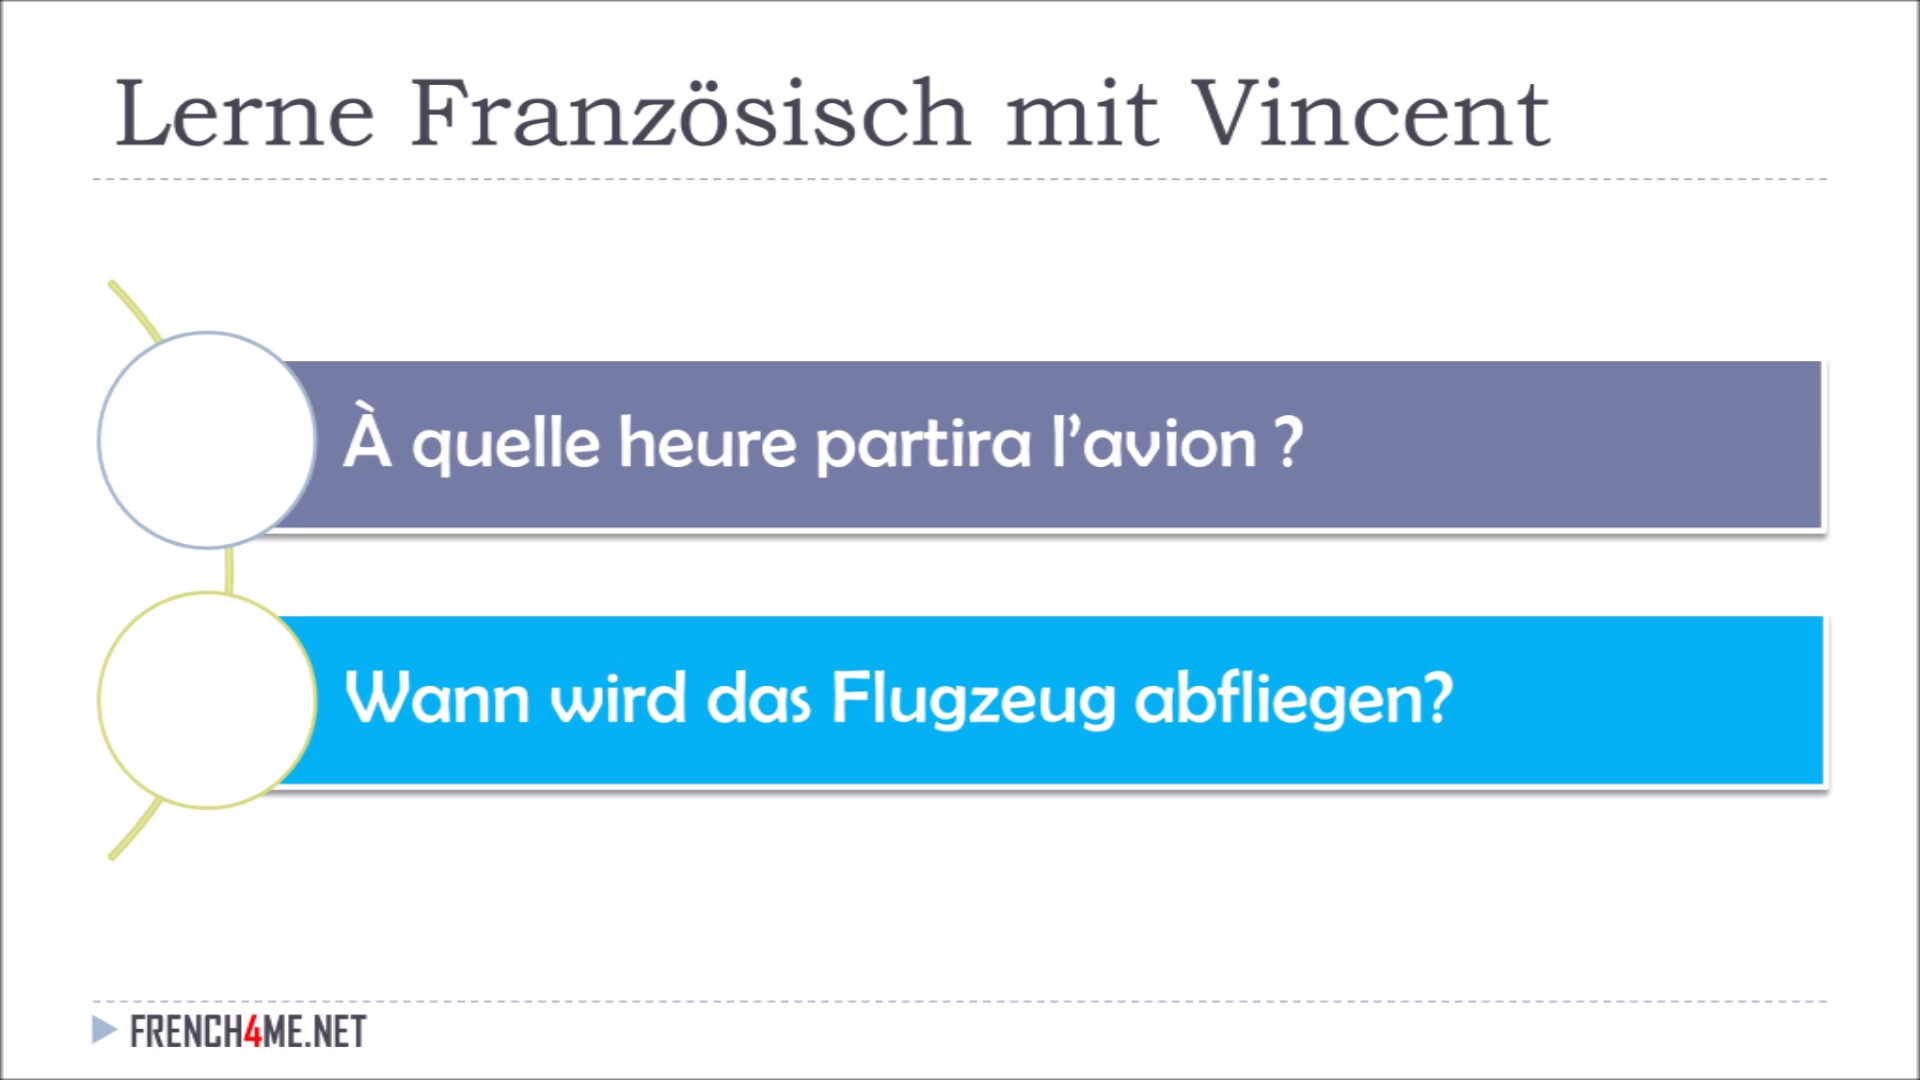 Lerne Französisch mit Vincent
À quelle heure partira l’avion ?
Wann wird das Flugzeug abfliegen?
FRENCH4ME.NET